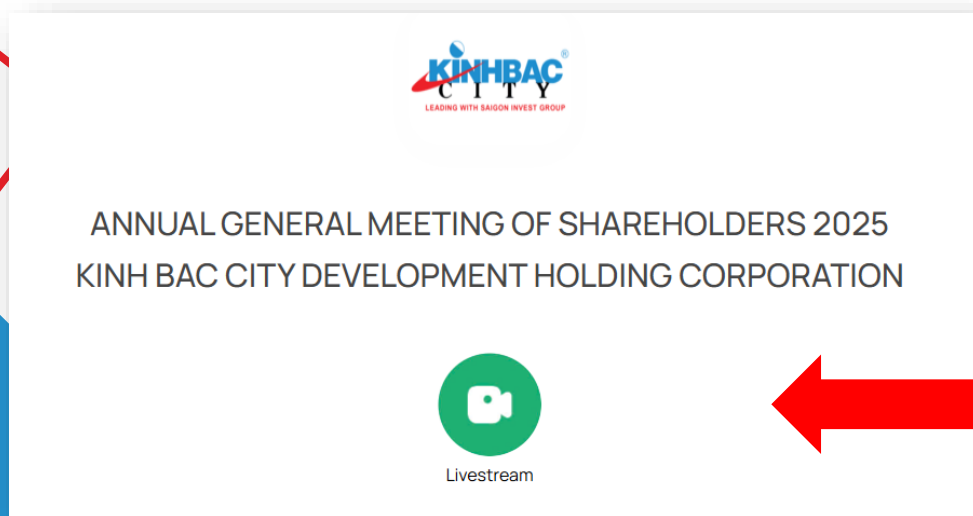 KINHBAC®
CITY
LEADING WITH SAIGON INVEST GROUP
ANNUAL GENERAL MEETING OF SHAREHOLDERS 2025
KINH BAC CITY DEVELOPMENT HOLDING CORPORATION
Livestream